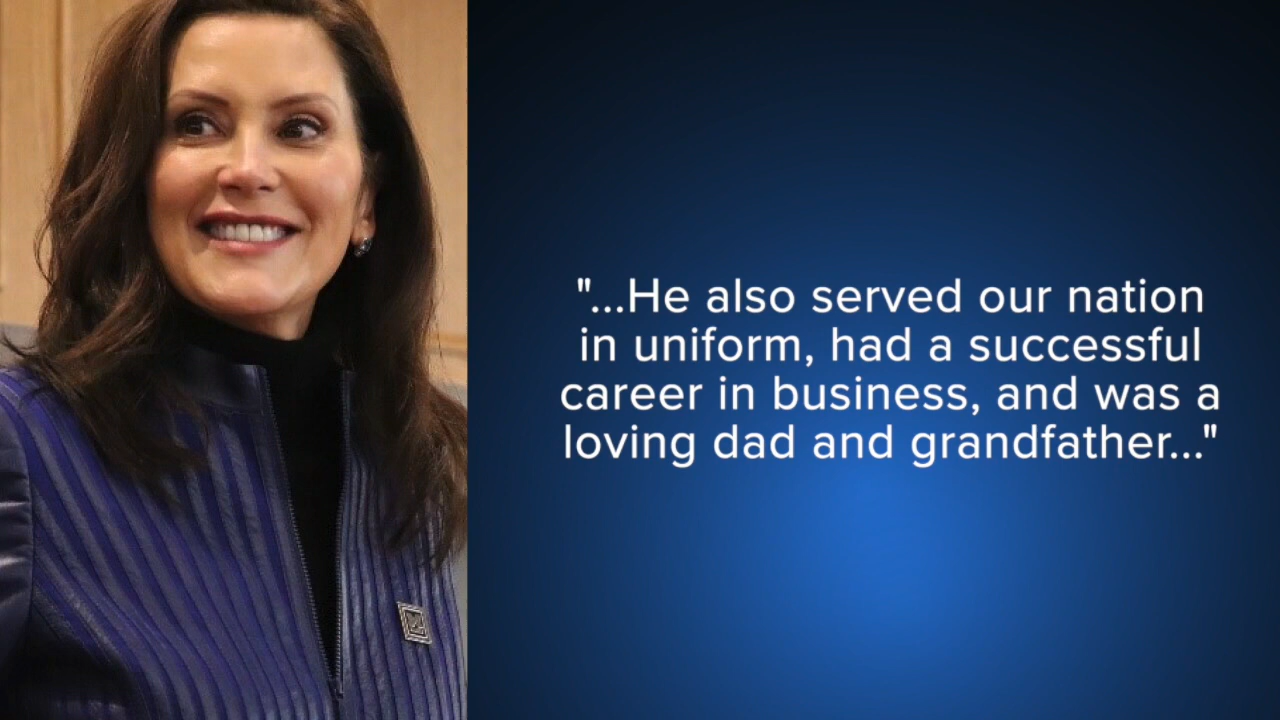 "...He also served our nation
in uniform, had a successful
career in business, and was a
loving dad and grandfather..."